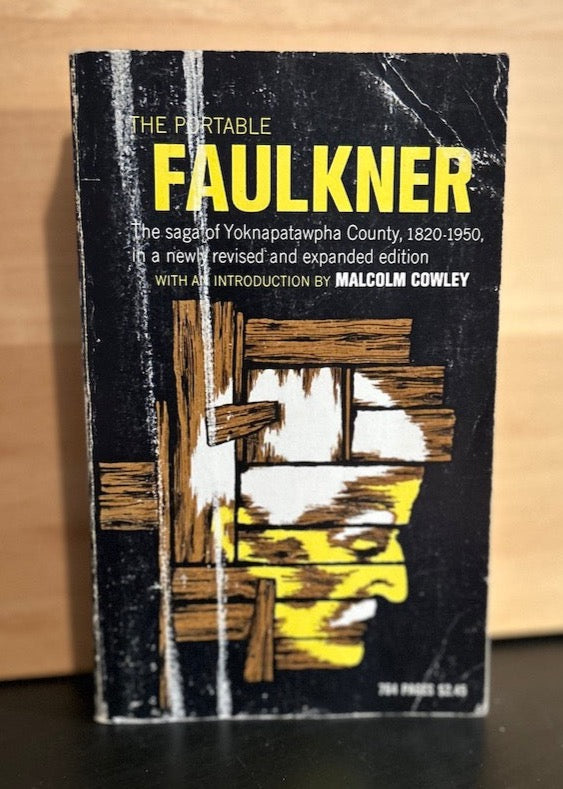 THE PORTABLE
FAULKNER
The saga of Yoknapatawpha County, 1820-1950,
in a newly revised and expanded edition
WITH AN INTRODUCTION BY MALCOLM COWLEY
784 PAGES $2.45